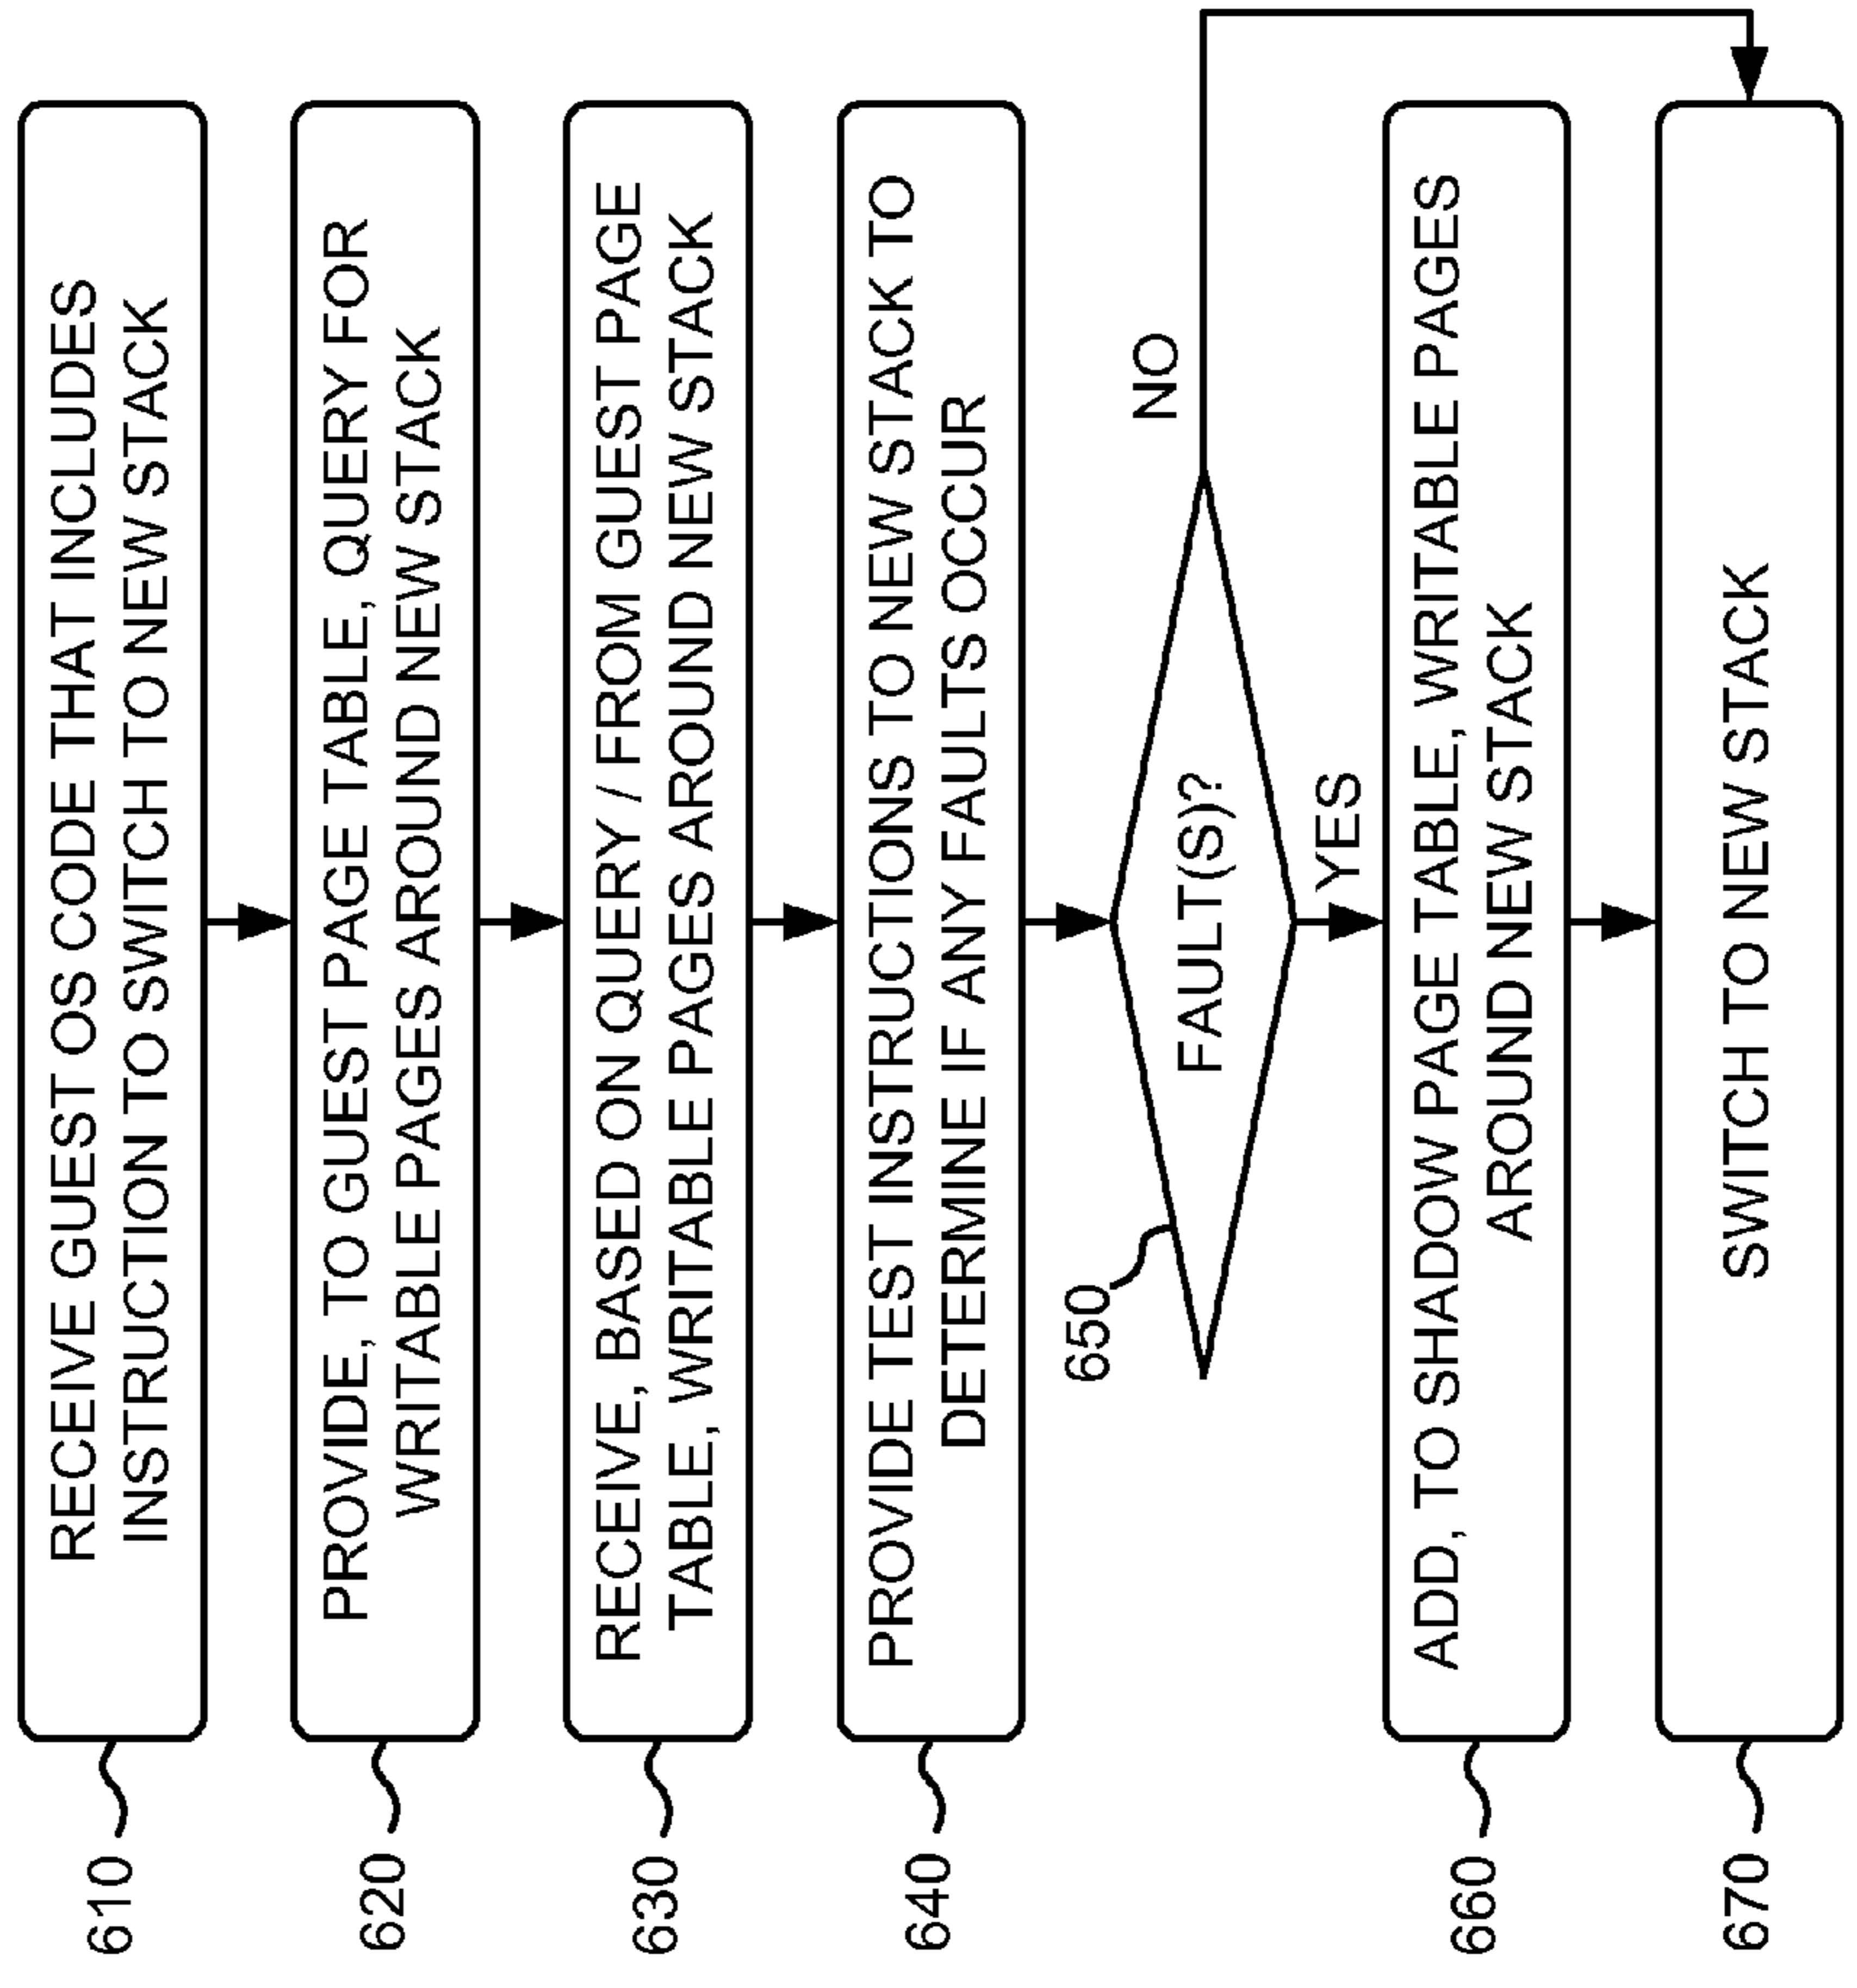 610
RECEIVE GUEST OS CODE THAT INCLUDES
INSTRUCTION TO SWITCH TO NEW STACK
620
PROVIDE, TO GUEST PAGE TABLE, QUERY FOR
WRITABLE PAGES AROUND NEW STACK
630
RECEIVE, BASED ON QUERY / FROM GUEST PAGE
TABLE, WRITABLE PAGES AROUND NEW STACK
640
PROVIDE TEST INSTRUCTIONS TO NEW STACK TO
DETERMINE IF ANY FAULTS OCCUR
650
FAULT(S)?
NO
YES
660
ADD, TO SHADOW PAGE TABLE, WRITABLE PAGES
AROUND NEW STACK
670
SWITCH TO NEW STACK